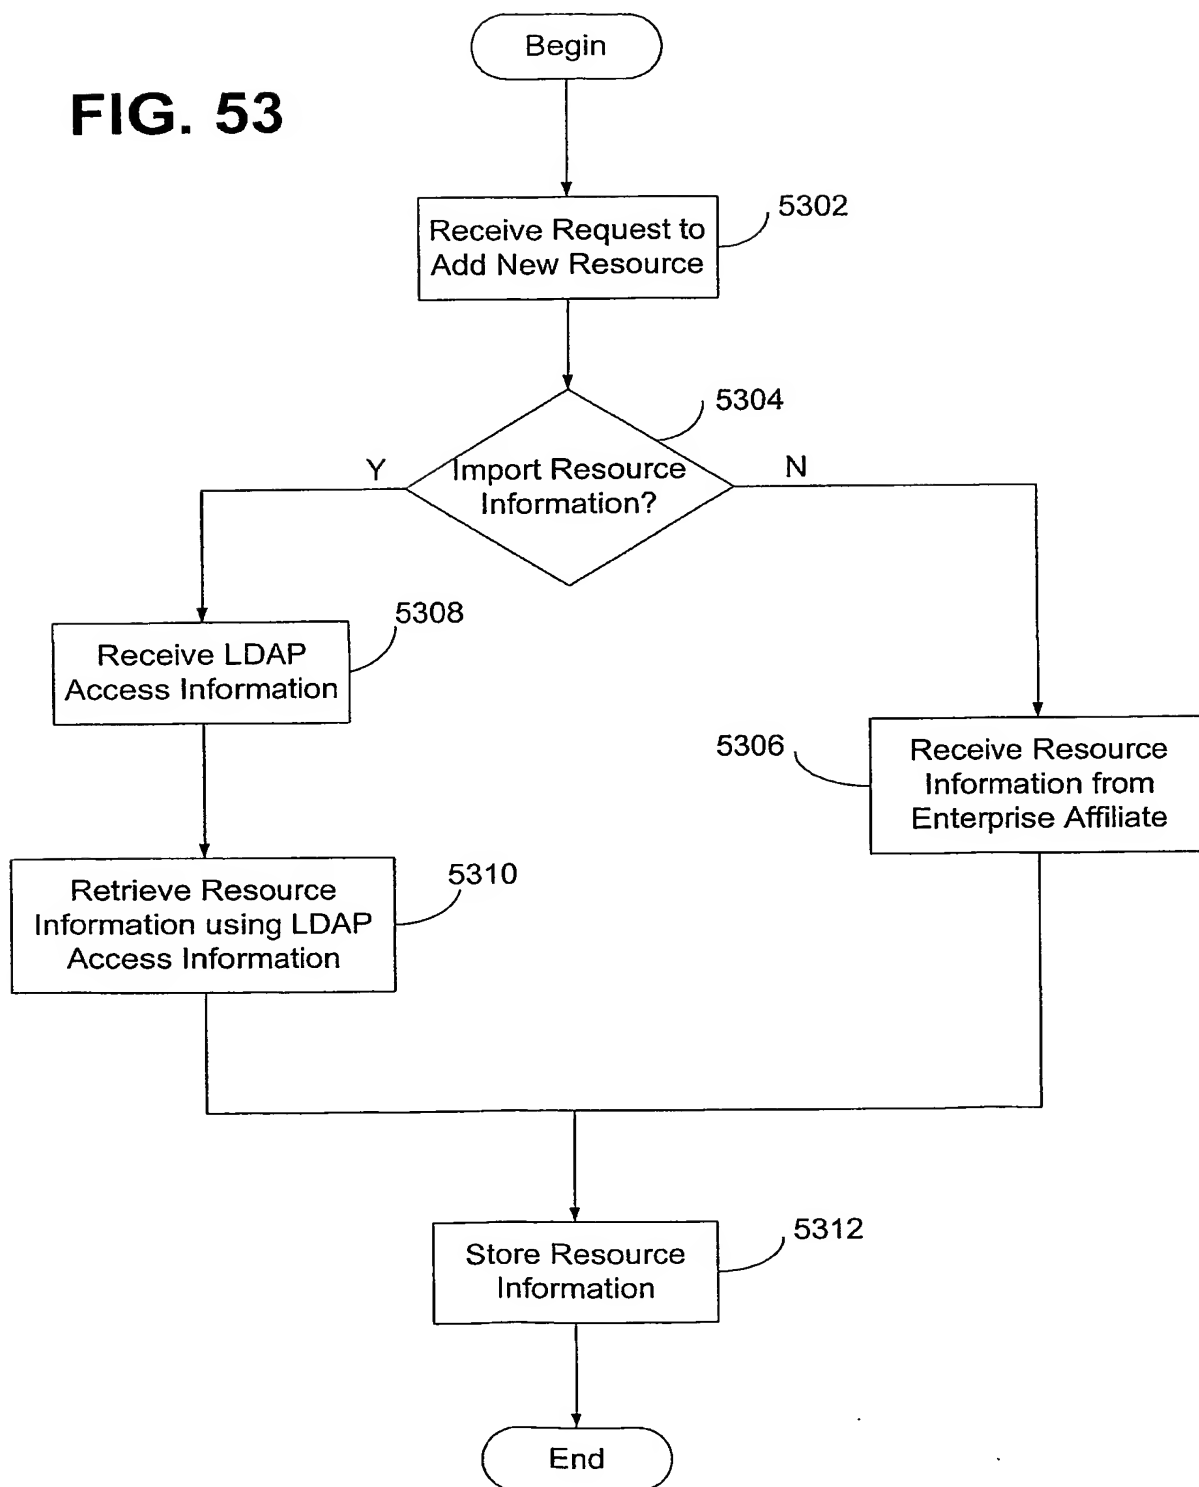 Begin
FIG. 53
Receive Request to
Add New Resource
5302
5304
Y
Import Resource
Information?
N
5308
Receive LDAP
Access Information
5306
Receive Resource
Information from
Enterprise Affiliate
5310
Retrieve Resource
Information using LDAP
Access Information
Store Resource
Information
5312
End